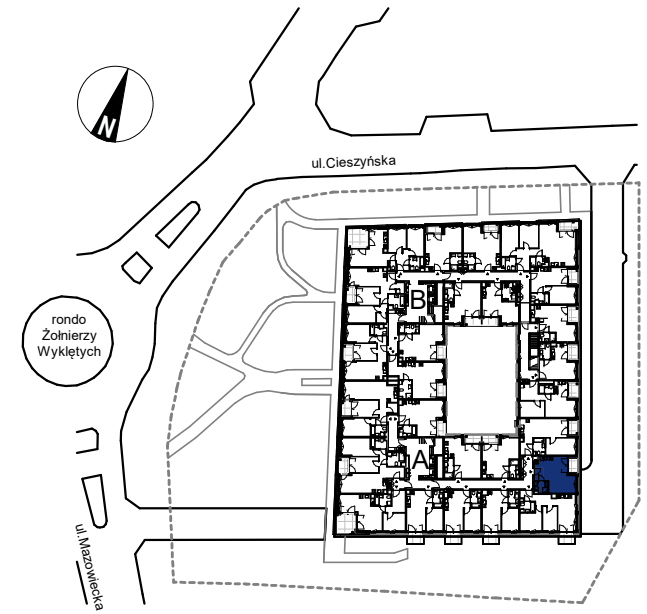 N
ul.Cieszyńska
B
rondo
Żołnierzy
Wyklętych
A
ul.Mazowiecka